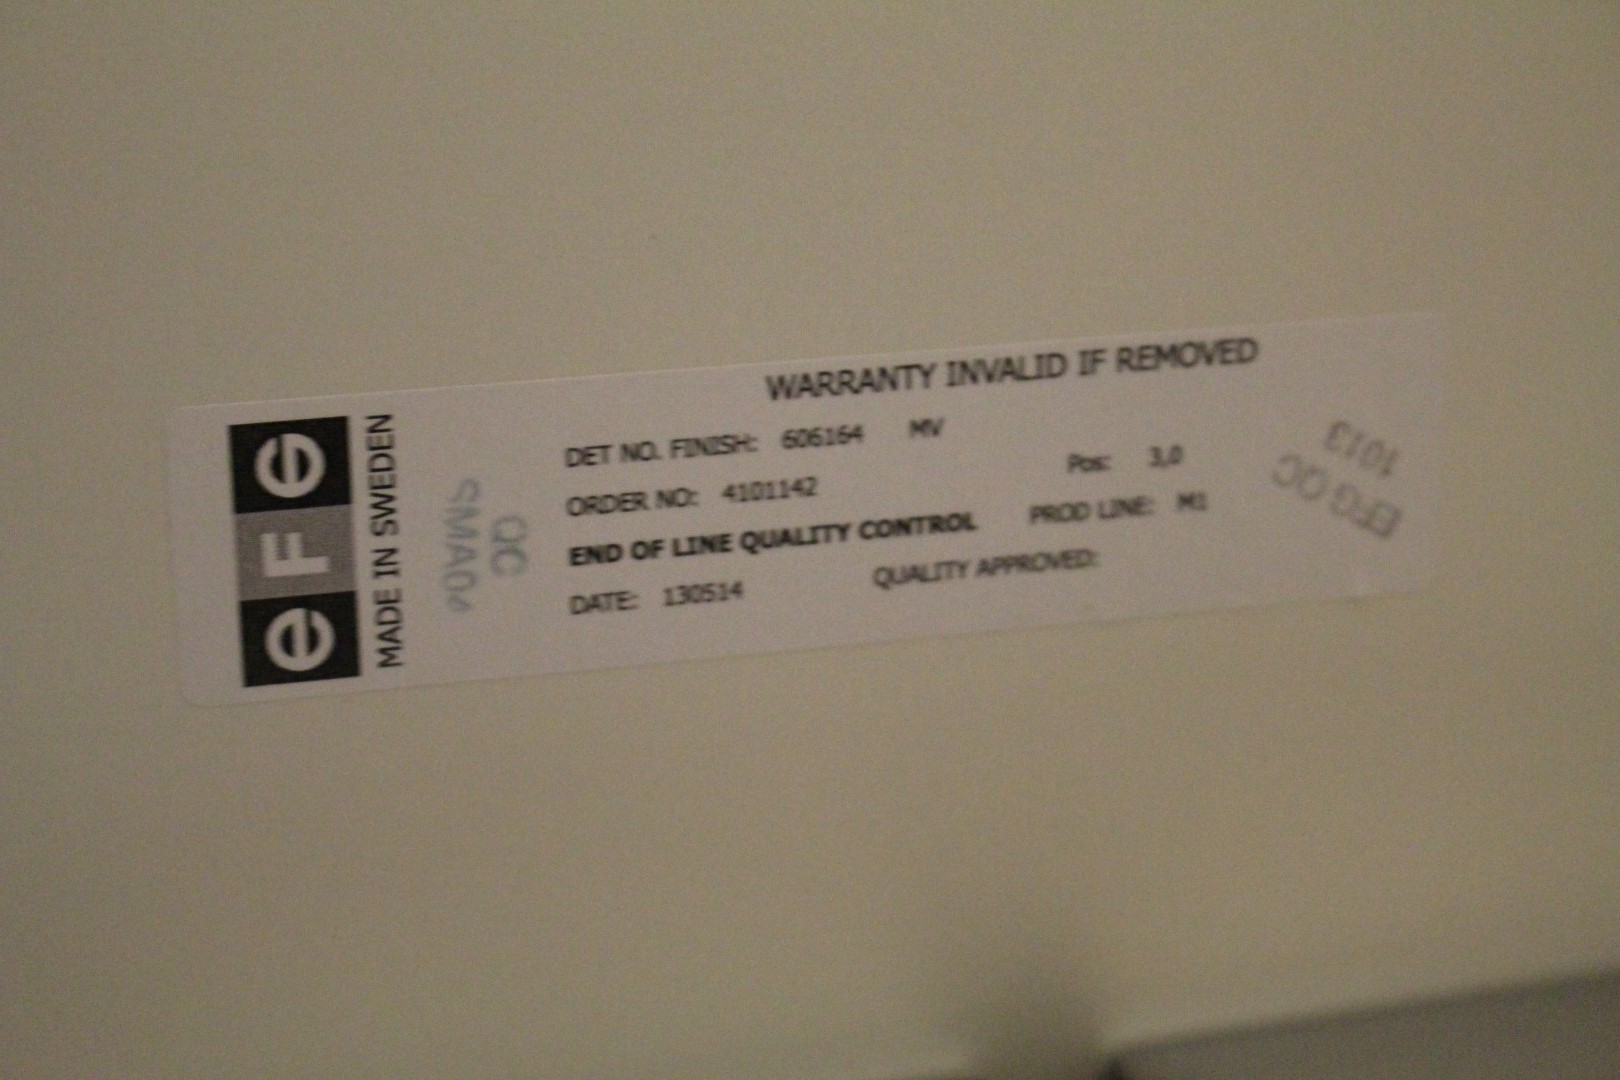 eFG
MADE IN SWEDEN
QC
WARRANTY INVALID IF REMOVED
DET NO. FINISH: 606164 MV
ORDER NO: 4101142 Pos: 3,0
END OF LINE QUALITY CONTROL PROD LINE: M1
DATE: 130514 QUALITY APPROVED:
EFG QC
1013